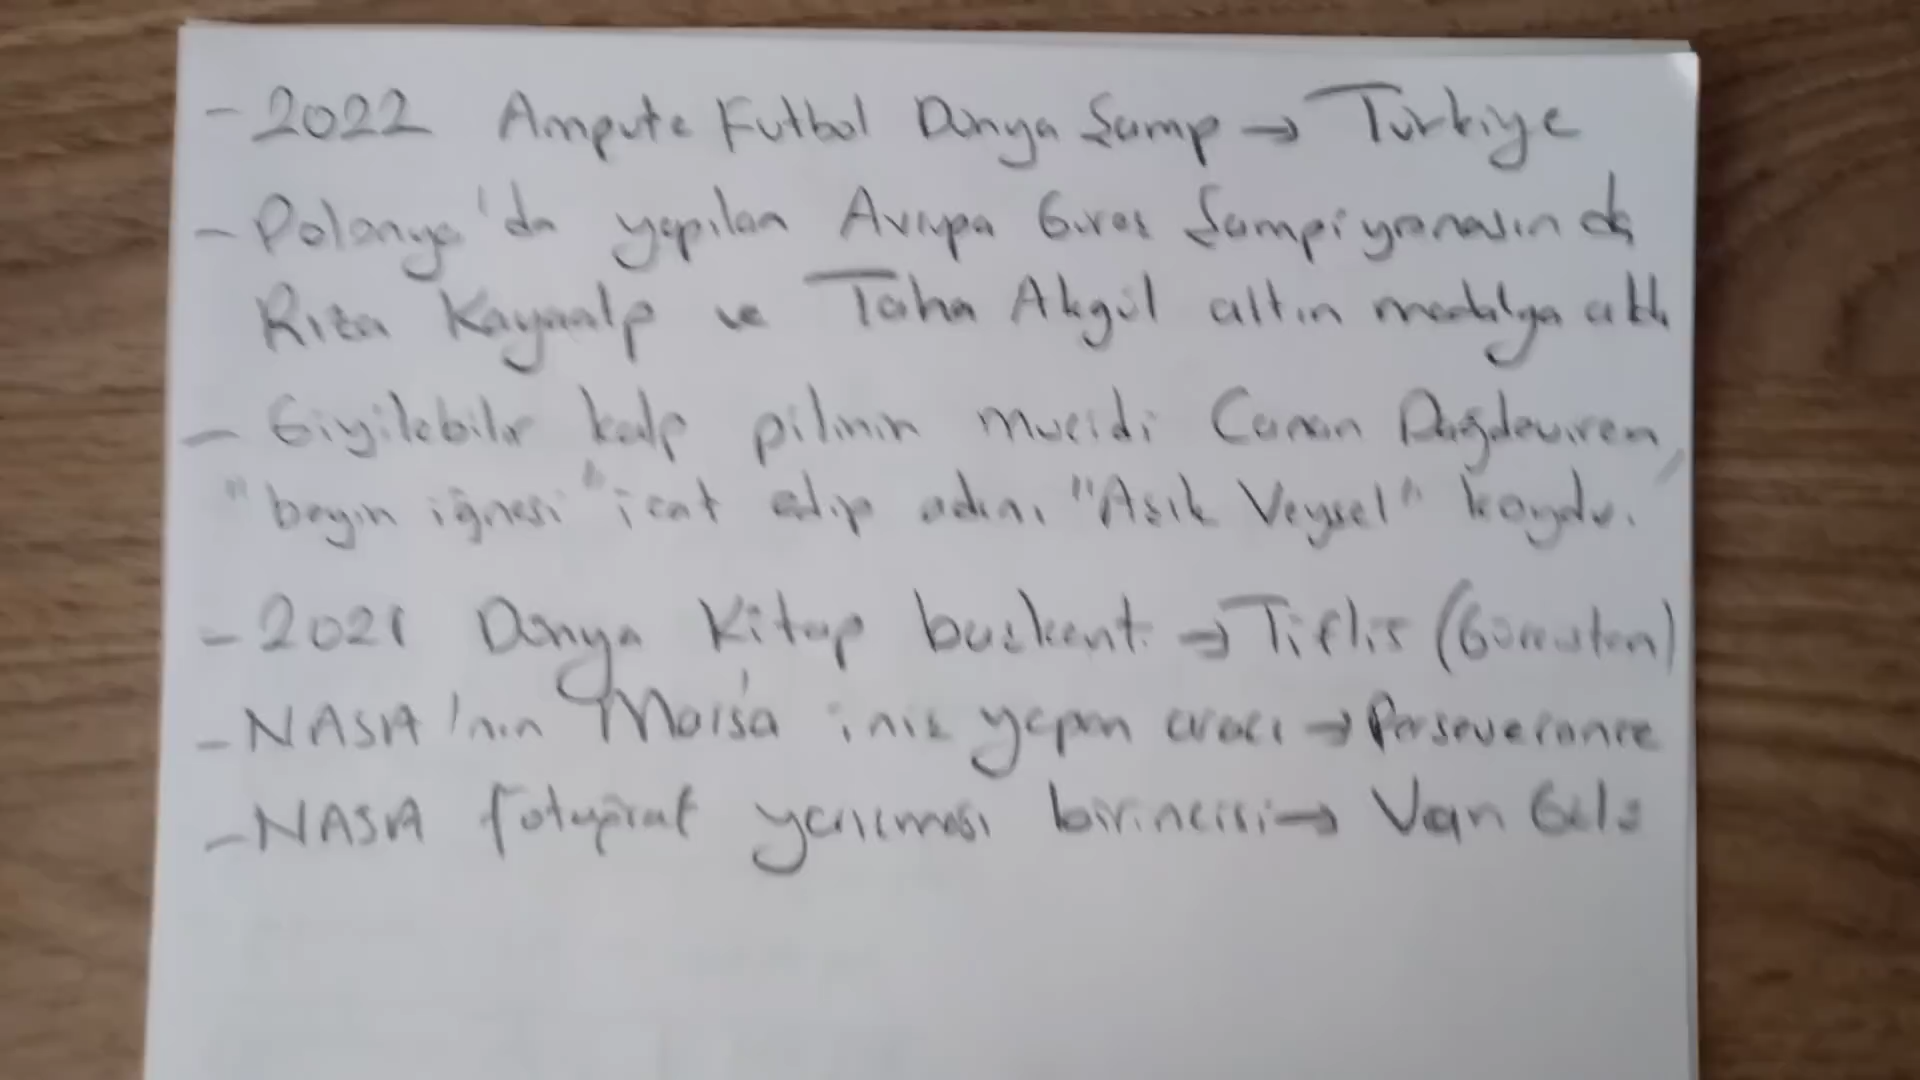 - 2022 Ampute Futbol Dünya Şamp → Türkiye
- Polonya'da yapılan Avrupa Güreş Şampiyonasında
Rıza Kayaalp ve Taha Akgül altın madalya aldı
- Giyilebilir kalp pilinin mucidi Canan Dağdeviren,
"beyin iğnesi" icat edip adını "Aşık Veysel" koydu.
- 2021 Dünya Kitap başkenti → Tiflis (Gürcistan)
- NASA'nın Mars'a iniş yapan aracı → Perseverance
- NASA fotoğraf yarışması birincisi → Van Gölü